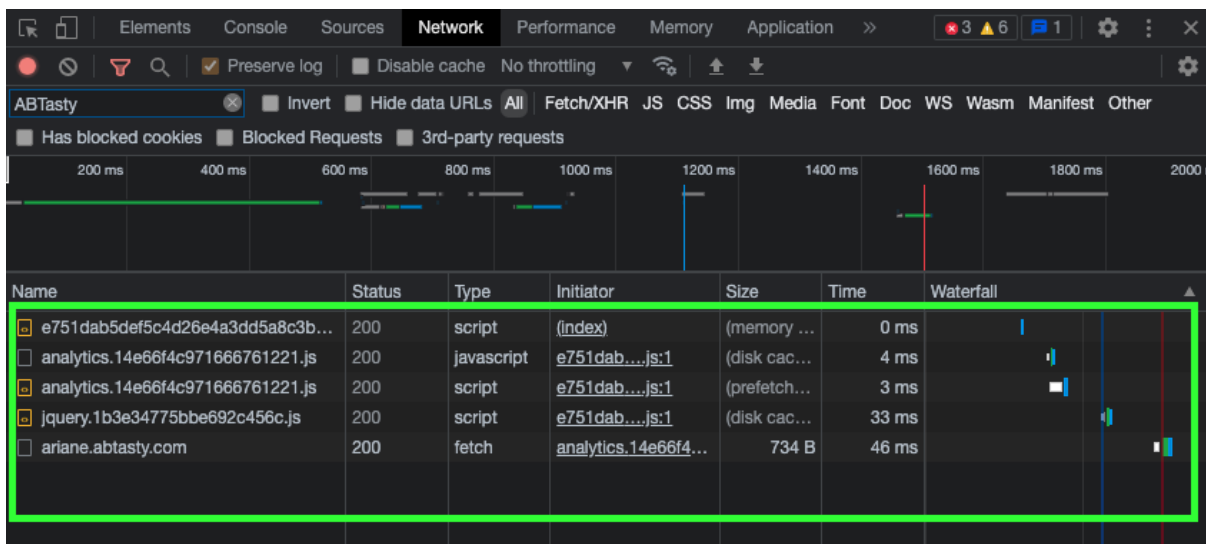 Elements Console Sources Network Performance Memory Application » 3 6 1
Preserve log Disable cache No throttling
ABTasty Invert Hide data URLs All Fetch/XHR JS CSS Img Media Font Doc WS Wasm Manifest Other
Has blocked cookies Blocked Requests 3rd-party requests
200 ms 400 ms 600 ms 800 ms 1000 ms 1200 ms 1400 ms 1600 ms 1800 ms 2000
Name Status Type Initiator Size Time Waterfall
e751dab5def5c4d26e4a3dd5a8c3b... 200 script (index) (memory ... 0 ms
analytics.14e66f4c971666761221.js 200 javascript e751dab....js:1 (disk cac... 4 ms
analytics.14e66f4c971666761221.js 200 script e751dab....js:1 (prefetch... 3 ms
jquery.1b3e34775bbe692c456c.js 200 script e751dab....js:1 (disk cac... 33 ms
ariane.abtasty.com 200 fetch analytics.14e66f4... 734 B 46 ms